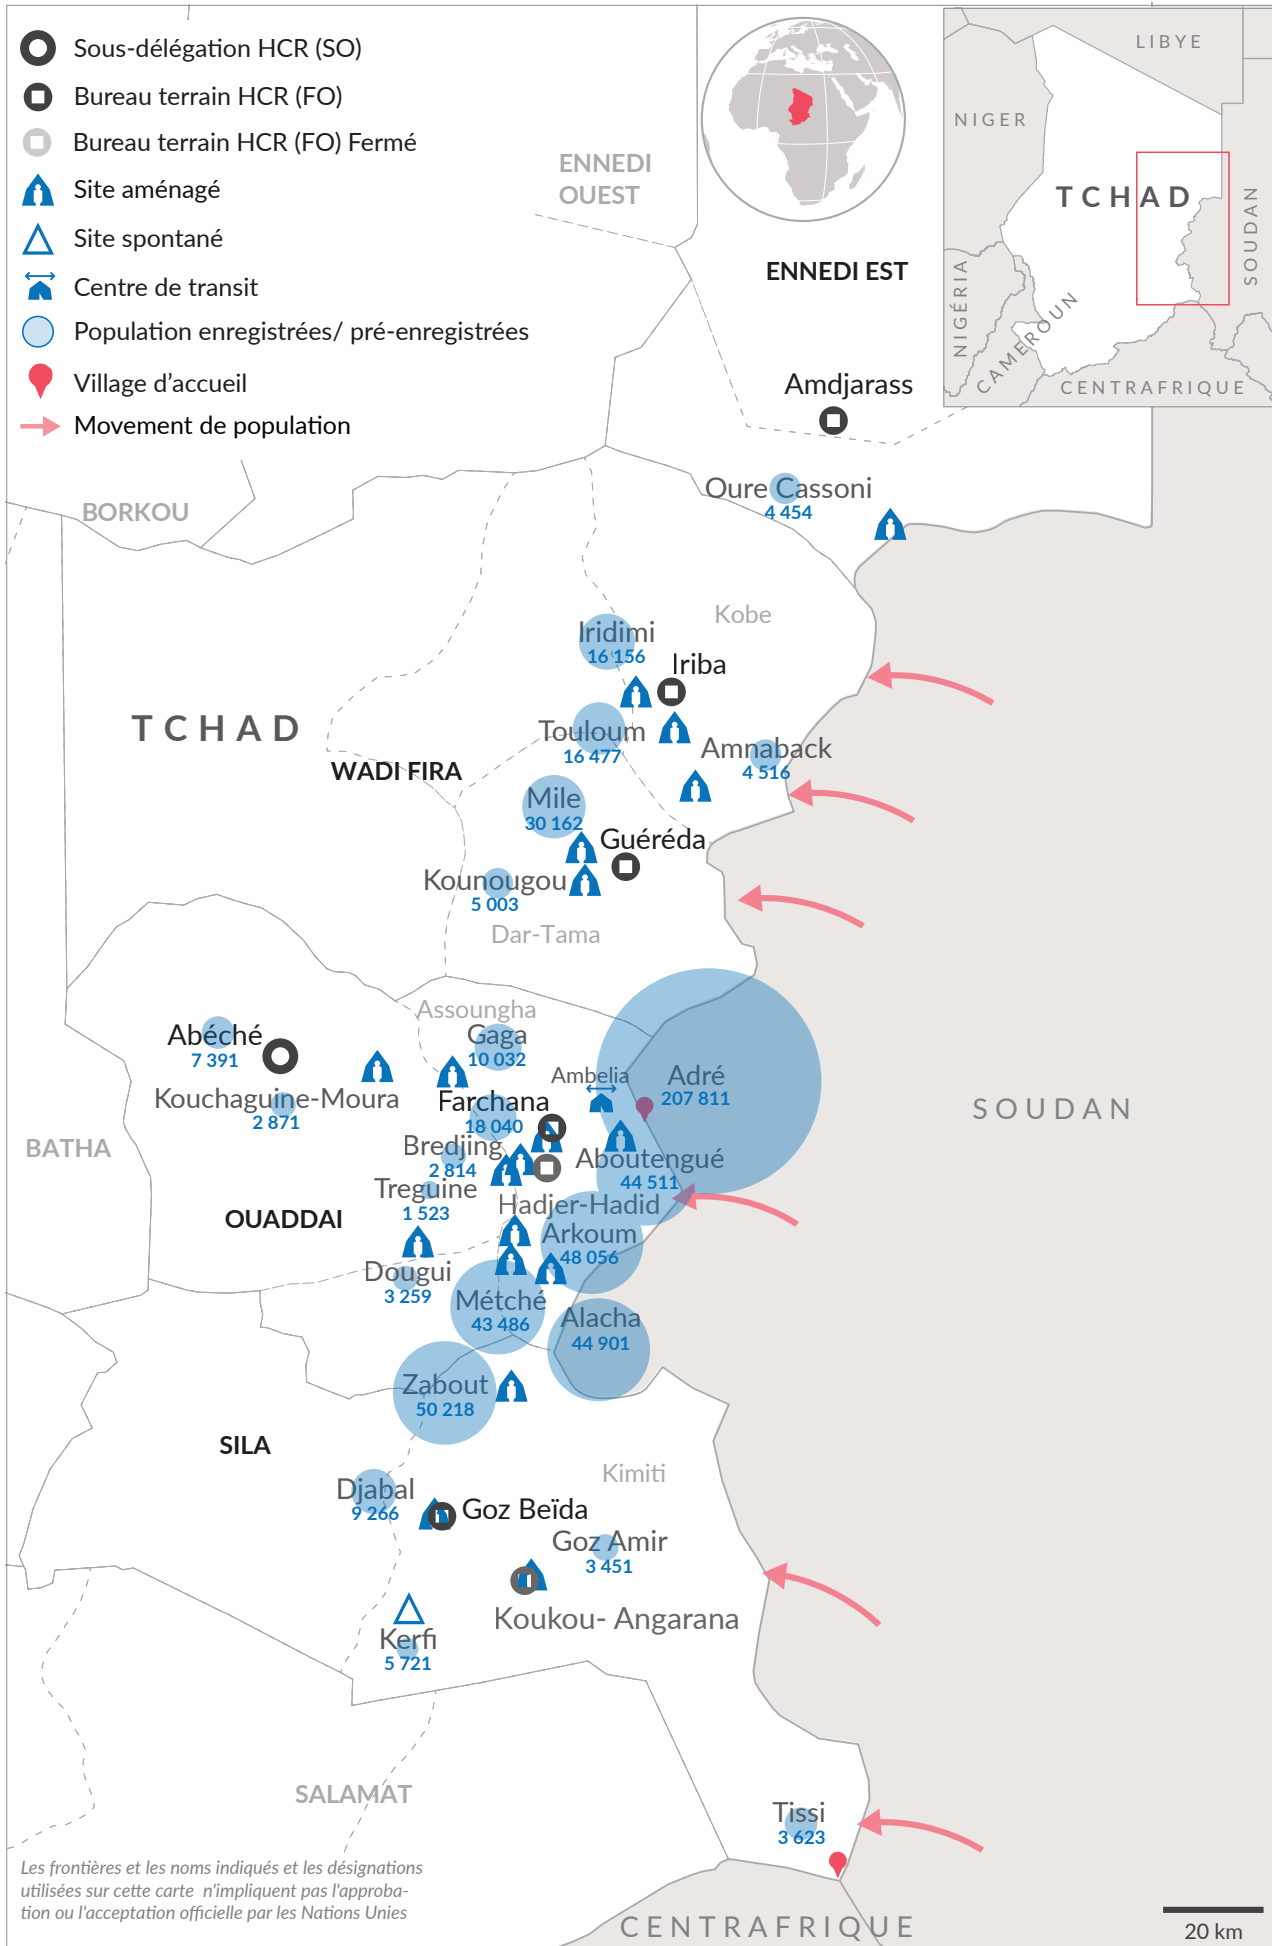 Sous-délégation HCR (SO)
Bureau terrain HCR (FO)
Bureau terrain HCR (FO) Fermé
Site aménagé
Site spontané
Centre de transit
Population enregistrées/ pré-enregistrées
Village d'accueil
Movement de population
LIBYE
NIGER
TCHAD
SOUDAN
NIGÉRIA
CAMEROUN
CENTRAFRIQUE
ENNEDI
OUEST
ENNEDI EST
Amdjarass
Oure Cassoni
4 454
BORKOU
Kobe
Iridimi
16 156
Iriba
TCHAD
Touloum
16 477
Amnaback
4 516
WADI FIRA
Mile
30 162
Guéréda
Kounougou
5 003
Dar-Tama
Assoungha
Gaga
10 032
Abéché
7 391
Ambelia
Adré
207 811
Kouchaguine-Moura
2 871
Farchana
18 040
SOUDAN
BATHA
Bredjing
2 814
Aboutengué
44 511
Treguine
1 523
Hadjer-Hadid
OUADDAI
Arkoum
48 056
Dougui
3 259
Métché
43 486
Alacha
44 901
Zabout
50 218
SILA
Kimiti
Djabal
9 266
Goz Beïda
Goz Amir
3 451
Koukou- Angarana
Kerfi
5 721
SALAMAT
Tissi
3 623
Les frontières et les noms indiqués et les désignations
utilisées sur cette carte n'impliquent pas l'approba-
tion ou l'acceptation officielle par les Nations Unies
CENTRAFRIQUE
20 km